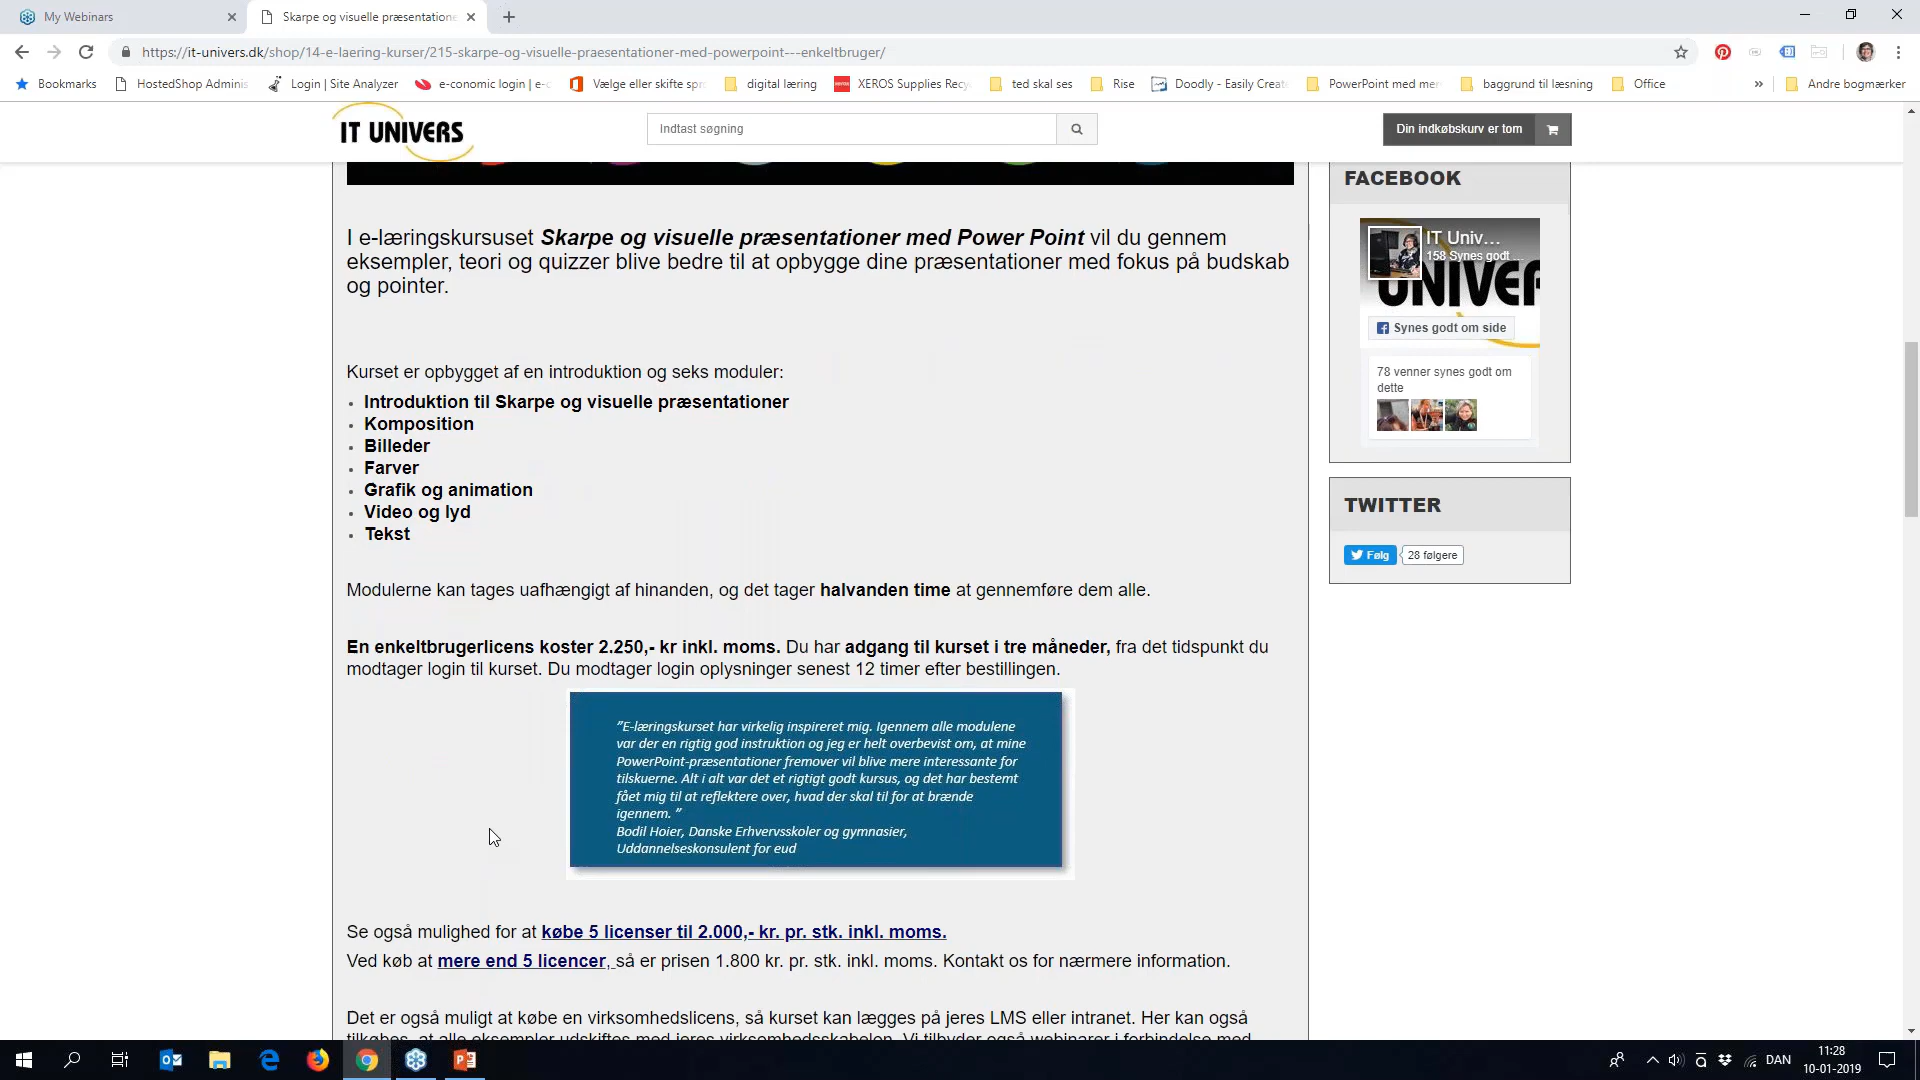 My Webinars
Skarpe og visuelle præsentatione
https://it-univers.dk/shop/14-e-laering-kurser/215-skarpe-og-visuelle-praesentationer-med-powerpoint---enkeltbruger/
Bookmarks
HostedShop Adminis
Login | Site Analyzer
e-conomic login | e-c
Vælge eller skifte spr
digital læring
XEROS Supplies Recy
ted skal ses
Rise
Doodly - Easily Creat
PowerPoint med mer
baggrund til læsning
Office
»
Andre bogmærker
IT UNIVERS
Indtast søgning
Din indkøbskurv er tom
I e-læringskursuset Skarpe og visuelle præsentationer med Power Point vil du gennem
eksempler, teori og quizzer blive bedre til at opbygge dine præsentationer med fokus på budskab
og pointer.
Kurset er opbygget af en introduktion og seks moduler:
• Introduktion til Skarpe og visuelle præsentationer
• Komposition
• Billeder
• Farver
• Grafik og animation
• Video og lyd
• Tekst
Modulerne kan tages uafhængigt af hinanden, og det tager halvanden time at gennemføre dem alle.
En enkeltbrugerlicens koster 2.250,- kr inkl. moms. Du har adgang til kurset i tre måneder, fra det tidspunkt du
modtager login til kurset. Du modtager login oplysninger senest 12 timer efter bestillingen.
"E-læringskurset har virkelig inspireret mig. Igennem alle modulene
var der en rigtig god instruktion og jeg er helt overbevist om, at mine
PowerPoint-præsentationer fremover vil blive mere interessante for
tilskuerne. Alt i alt var det et rigtigt godt kursus, og det har bestemt
fået mig til at reflektere over, hvad der skal til for at brænde
igennem. "
Bodil Hoier, Danske Erhvervsskoler og gymnasier,
Uddannelseskonsulent for eud
Se også mulighed for at købe 5 licenser til 2.000,- kr. pr. stk. inkl. moms.
Ved køb at mere end 5 licencer, så er prisen 1.800 kr. pr. stk. inkl. moms. Kontakt os for nærmere information.
Det er også muligt at købe en virksomhedslicens, så kurset kan lægges på jeres LMS eller intranet. Her kan også
tilkøbes, at alle eksempler udskiftes med jeres virksomhedsskabelon. Vi tilbyder også webinarer i forbindelse med
FACEBOOK
IT Univ...
158 Synes godt ...
UNIVER
Synes godt om side
78 venner synes godt om
dette
TWITTER
Følg
28 følgere
DAN
11:28
10-01-2019